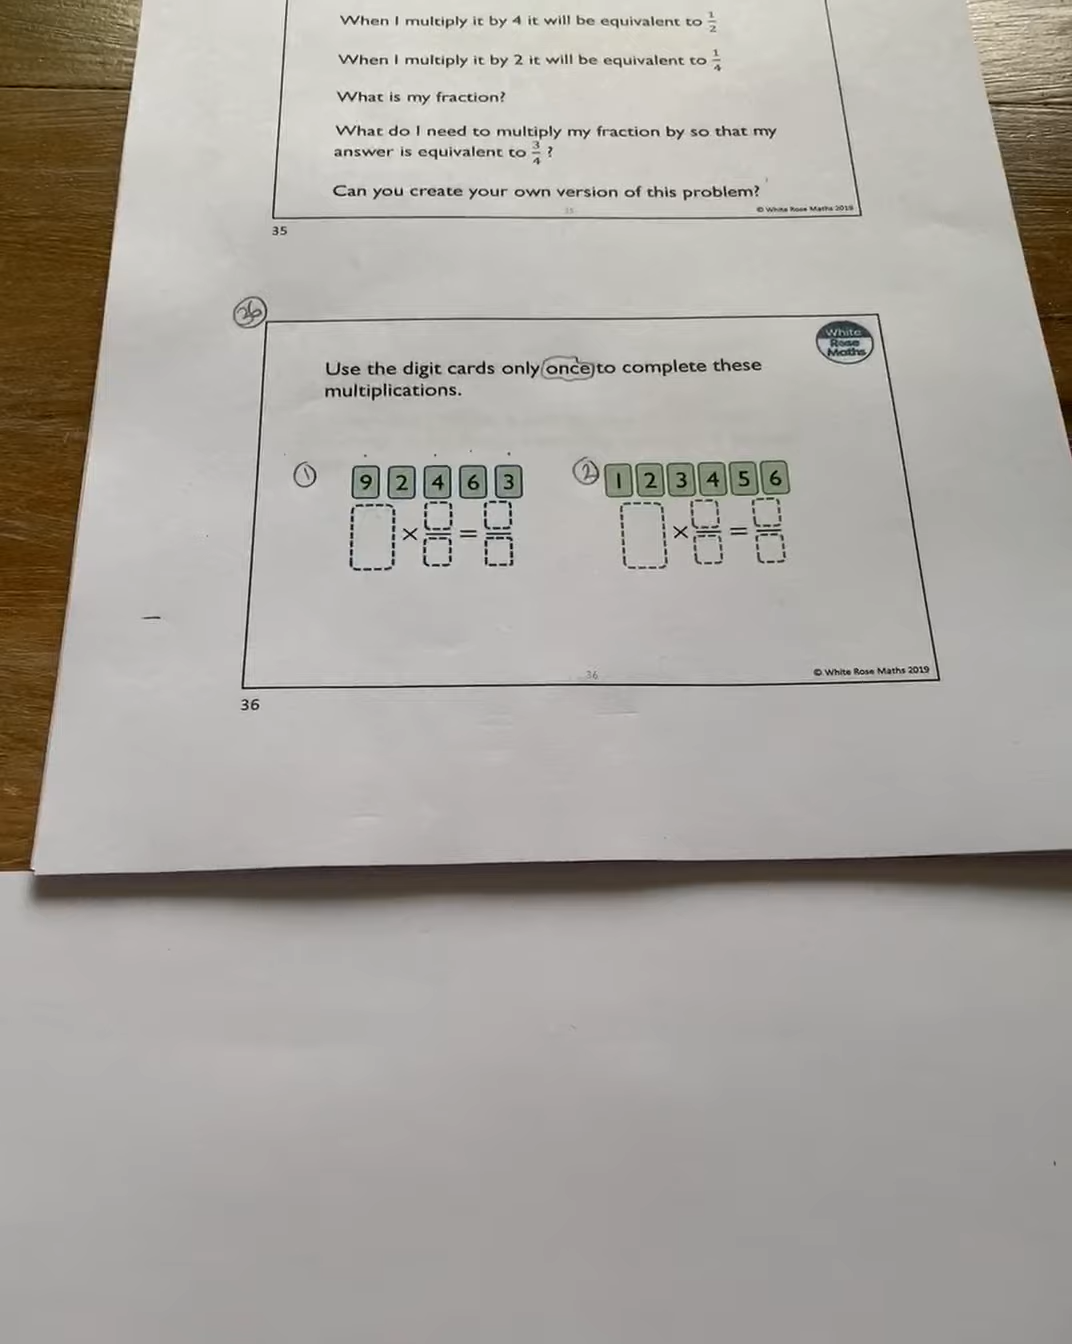 When I multiply it by 4 it will be equivalent to 1/2
When I multiply it by 2 it will be equivalent to 1/4
What is my fraction?
What do I need to multiply my fraction by so that my
answer is equivalent to 3/4 ?
Can you create your own version of this problem?
35
© White Rose Maths 2019
35
36
White
Rose
Maths
Use the digit cards only once to complete these
multiplications.
1 9 2 4 6 3
2 1 2 3 4 5 6
× =
× =
36
© White Rose Maths 2019
36